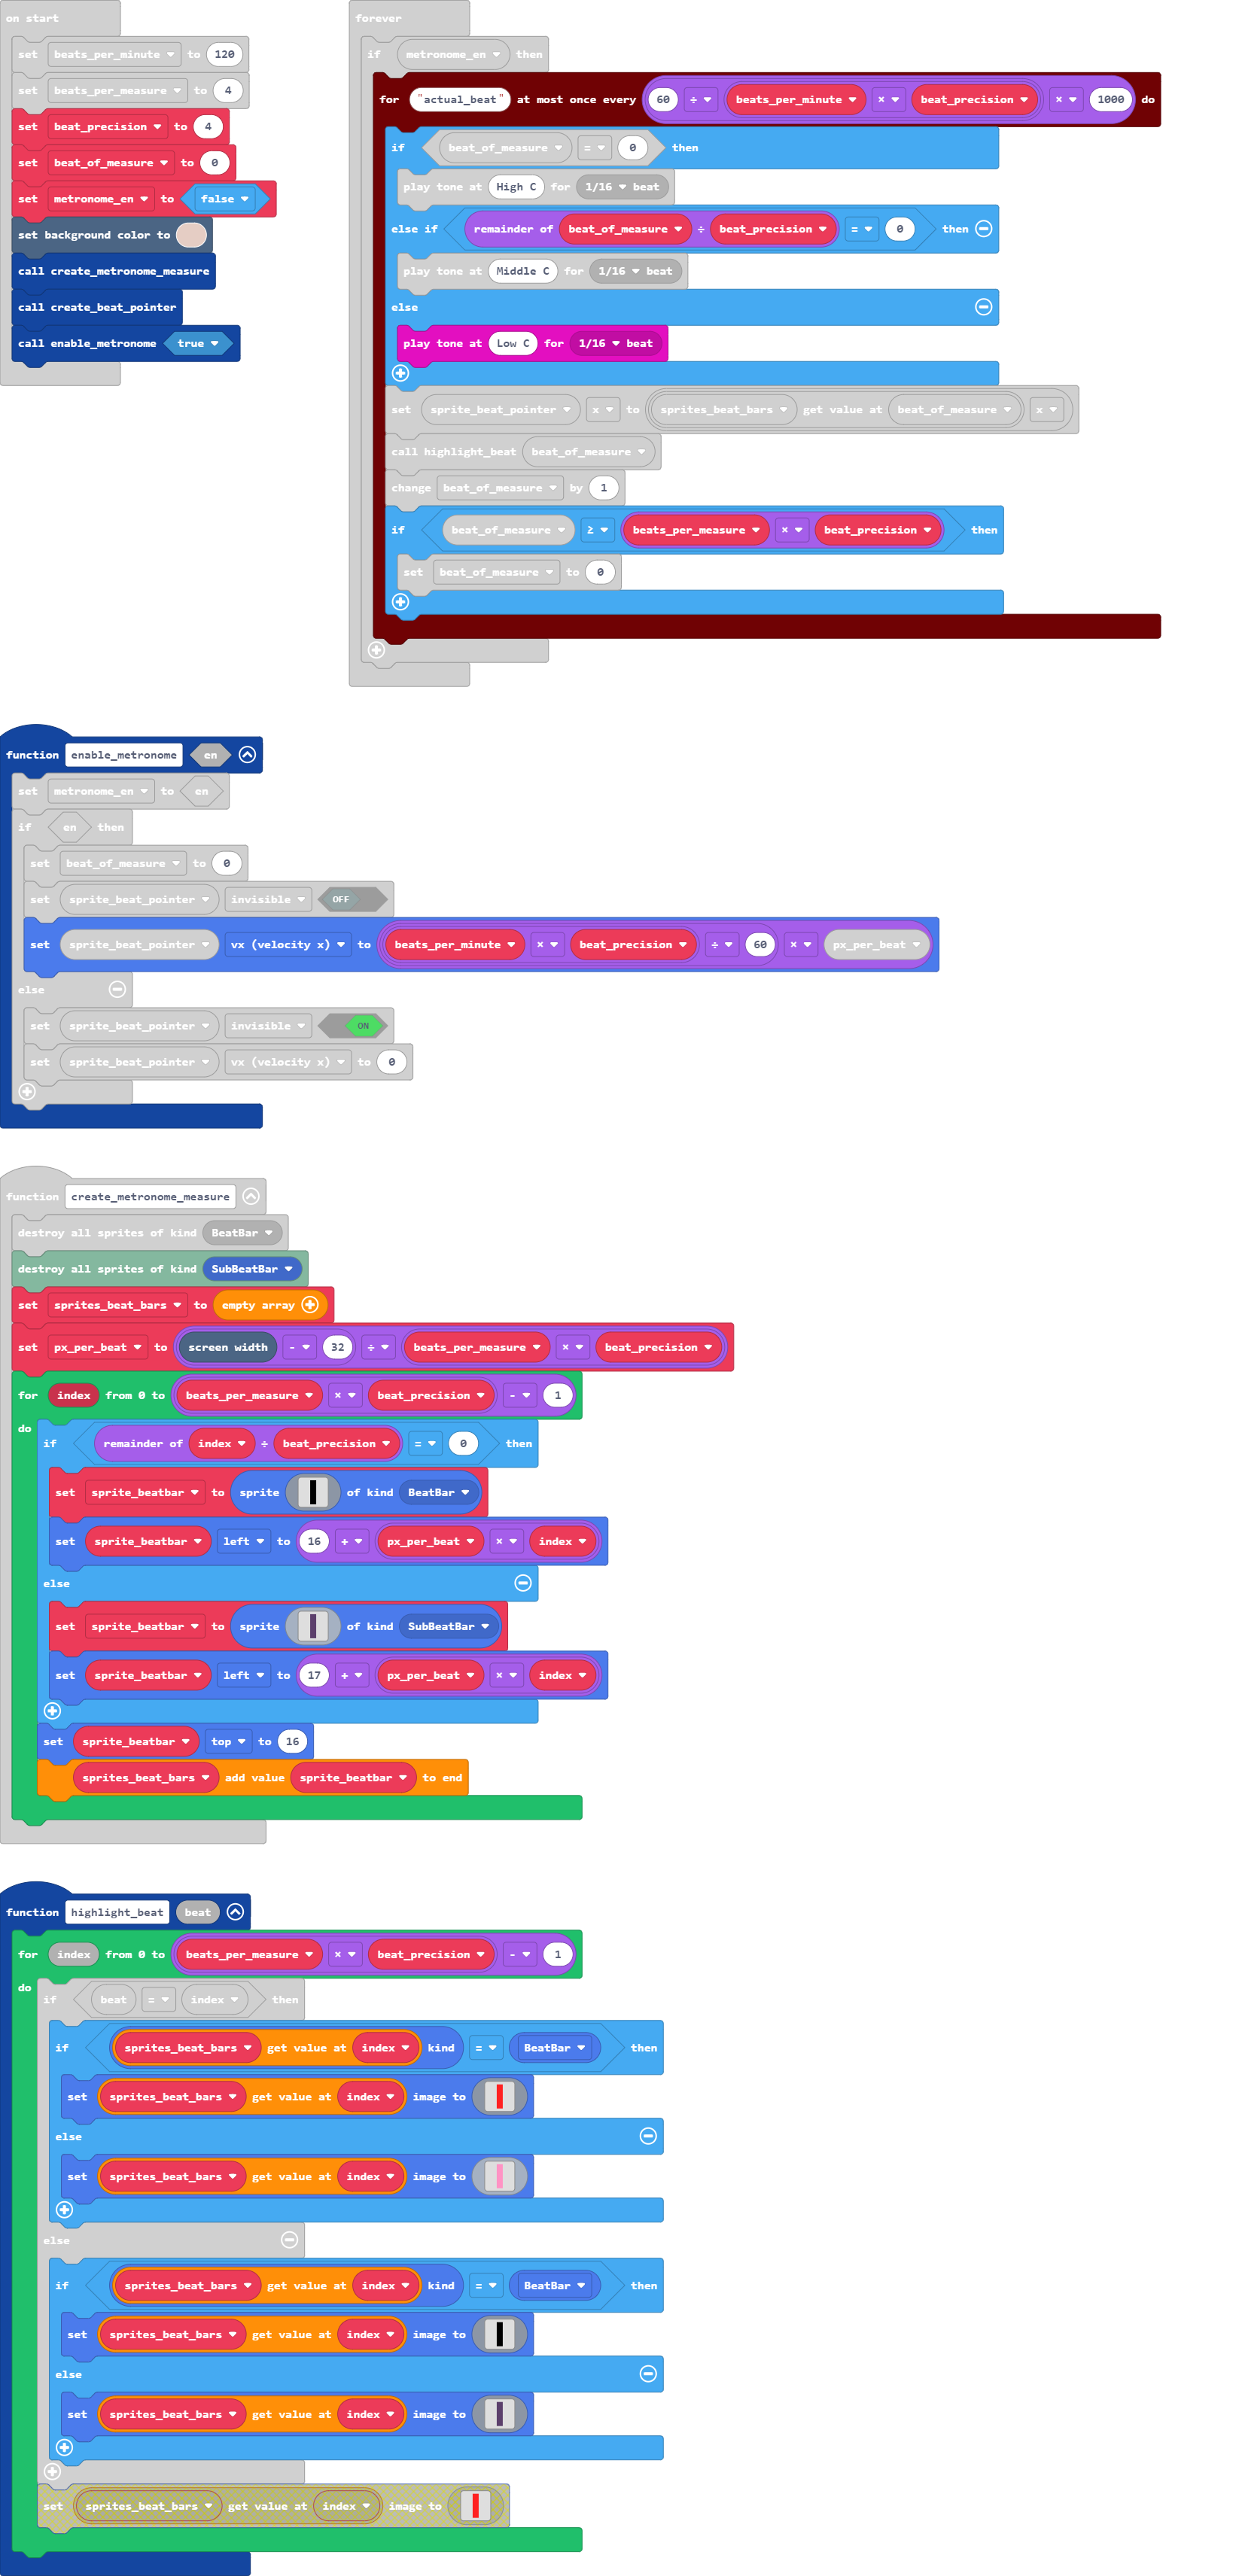 on start
set beats_per_minute to 120
set beats_per_measure to 4
set beat_precision to 4
set beat_of_measure to 0
set metronome_en to false
set background color to
call create_metronome_measure
call create_beat_pointer
call enable_metronome true
forever
if metronome_en then
for "actual_beat" at most once every 60 ÷ beats_per_minute × beat_precision × 1000 do
if beat_of_measure = 0 then
play tone at High C for 1/16 beat
else if remainder of beat_of_measure ÷ beat_precision = 0 then
play tone at Middle C for 1/16 beat
else
play tone at Low C for 1/16 beat
set sprite_beat_pointer x to sprites_beat_bars get value at beat_of_measure x
call highlight_beat beat_of_measure
change beat_of_measure by 1
if beat_of_measure ≥ beats_per_measure × beat_precision then
set beat_of_measure to 0
function enable_metronome en
set metronome_en to en
if en then
set beat_of_measure to 0
set sprite_beat_pointer invisible OFF
set sprite_beat_pointer vx (velocity x) to beats_per_minute × beat_precision ÷ 60 × px_per_beat
else
set sprite_beat_pointer invisible ON
set sprite_beat_pointer vx (velocity x) to 0
function create_metronome_measure
destroy all sprites of kind BeatBar
destroy all sprites of kind SubBeatBar
set sprites_beat_bars to empty array
set px_per_beat to screen width - 32 ÷ beats_per_measure × beat_precision
for index from 0 to beats_per_measure × beat_precision - 1
do
if remainder of index ÷ beat_precision = 0 then
set sprite_beatbar to sprite of kind BeatBar
set sprite_beatbar left to 16 + px_per_beat × index
else
set sprite_beatbar to sprite of kind SubBeatBar
set sprite_beatbar left to 17 + px_per_beat × index
set sprite_beatbar top to 16
sprites_beat_bars add value sprite_beatbar to end
function highlight_beat beat
for index from 0 to beats_per_measure × beat_precision - 1
do
if beat = index then
if sprites_beat_bars get value at index kind = BeatBar then
set sprites_beat_bars get value at index image to
else
set sprites_beat_bars get value at index image to
else
if sprites_beat_bars get value at index kind = BeatBar then
set sprites_beat_bars get value at index image to
else
set sprites_beat_bars get value at index image to
set sprites_beat_bars get value at index image to